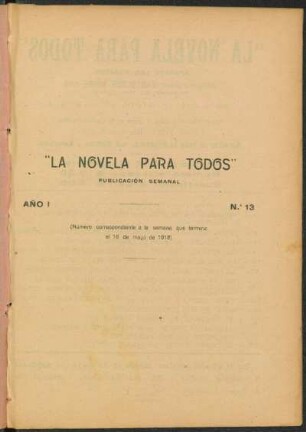 "LA NOVELA PARA TODOS"
PUBLICACIÓN SEMANAL
AÑO I
N.º 13
(Número correspondiente a la semana que termina
el 18 de mayo de 1918)